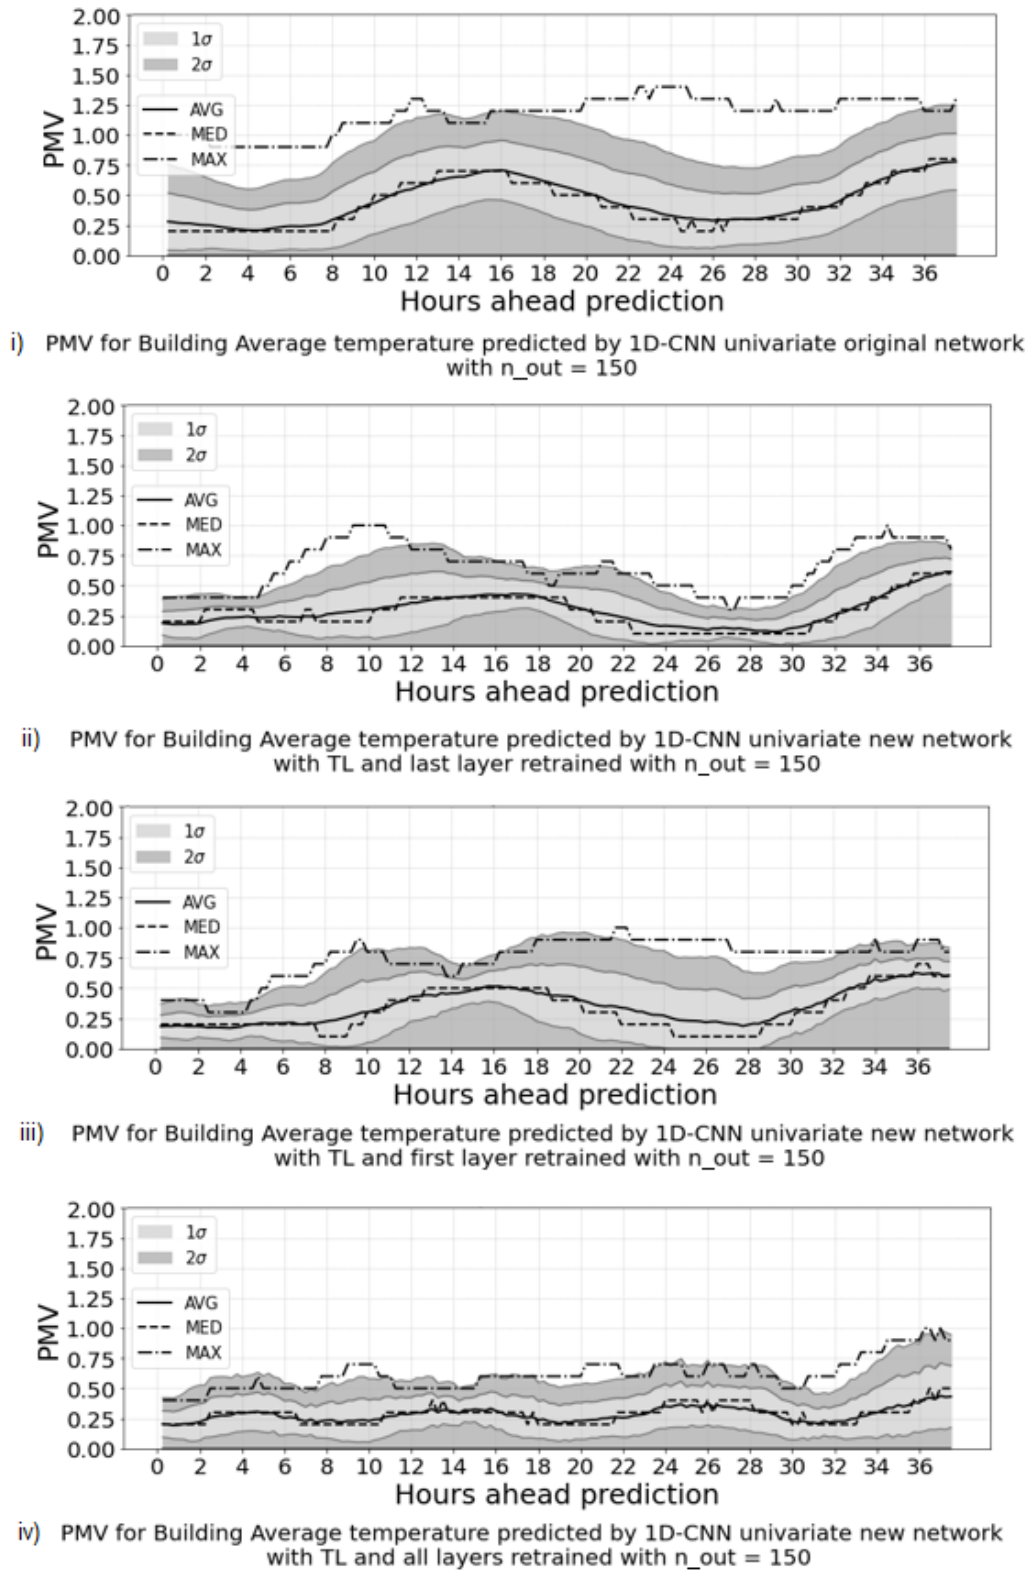 2.00
1.75
1.50
1.25
1.00
0.75
0.50
0.25
0.00
PMV
1σ
2σ
AVG
MED
MAX
0 2 4 6 8 10 12 14 16 18 20 22 24 26 28 30 32 34 36
Hours ahead prediction
i) PMV for Building Average temperature predicted by 1D-CNN univariate original network
with n_out = 150
2.00
1.75
1.50
1.25
1.00
0.75
0.50
0.25
0.00
PMV
1σ
2σ
AVG
MED
MAX
0 2 4 6 8 10 12 14 16 18 20 22 24 26 28 30 32 34 36
Hours ahead prediction
ii) PMV for Building Average temperature predicted by 1D-CNN univariate new network
with TL and last layer retrained with n_out = 150
2.00
1.75
1.50
1.25
1.00
0.75
0.50
0.25
0.00
PMV
1σ
2σ
AVG
MED
MAX
0 2 4 6 8 10 12 14 16 18 20 22 24 26 28 30 32 34 36
Hours ahead prediction
iii) PMV for Building Average temperature predicted by 1D-CNN univariate new network
with TL and first layer retrained with n_out = 150
2.00
1.75
1.50
1.25
1.00
0.75
0.50
0.25
0.00
PMV
1σ
2σ
AVG
MED
MAX
0 2 4 6 8 10 12 14 16 18 20 22 24 26 28 30 32 34 36
Hours ahead prediction
iv) PMV for Building Average temperature predicted by 1D-CNN univariate new network
with TL and all layers retrained with n_out = 150